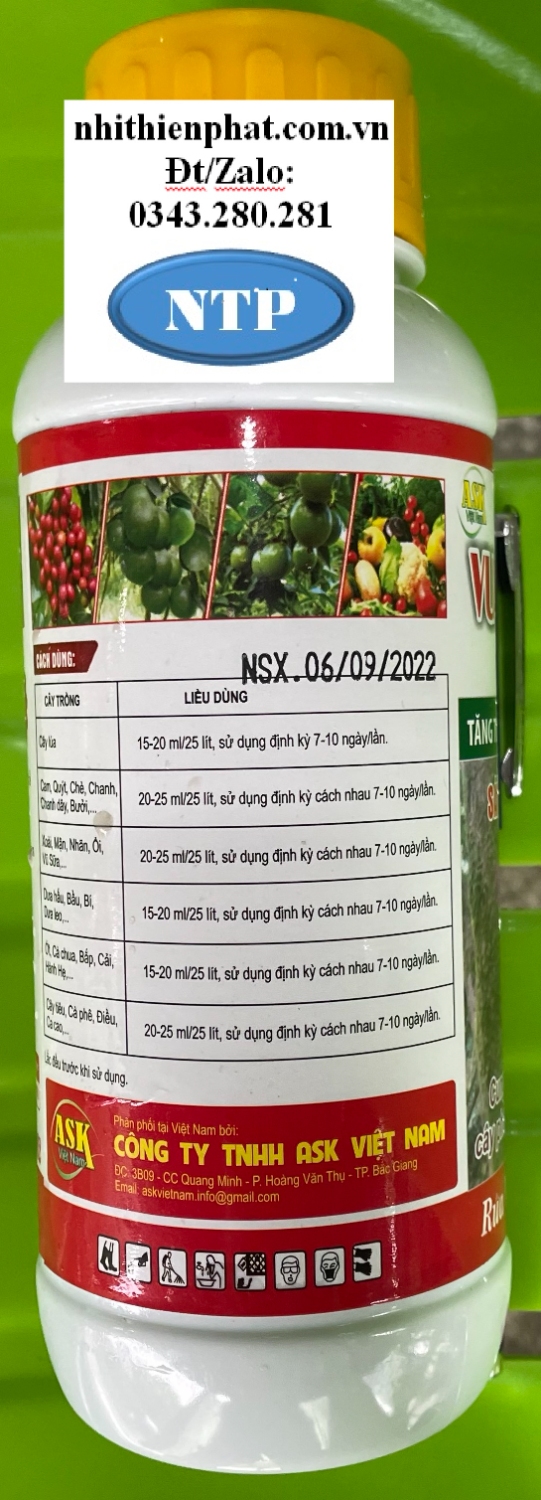 nhithienphat.com.vn
Đt/Zalo:
0343.280.281
NTP
ASK
Việt Nam
VU
CÁCH DÙNG:
NSX.06/09/2022
CÂY TRỒNG
LIỀU DÙNG
Cây lúa
15-20 ml/25 lít, sử dụng định kỳ 7-10 ngày/lần.
Cam, Quýt, Chè, Chanh,
Chanh dây, Bưởi,...
20-25 ml/25 lít, sử dụng định kỳ cách nhau 7-10 ngày/lần.
Xoài, Mận, Nhãn, Ổi,
Vú Sữa,...
20-25 ml/25 lít, sử dụng định kỳ cách nhau 7-10 ngày/lần.
Dưa hấu, Bầu, Bí,
Dưa leo,...
15-20 ml/25 lít, sử dụng định kỳ cách nhau 7-10 ngày/lần.
Ớt, Cà chua, Bắp, Cải,
Hành Hẹ,...
15-20 ml/25 lít, sử dụng định kỳ cách nhau 7-10 ngày/lần.
Cây tiêu, Cà phê, Điều,
Ca cao,...
20-25 ml/25 lít, sử dụng định kỳ cách nhau 7-10 ngày/lần.
Lắc đều trước khi sử dụng.
TĂNG
ASK
Việt Nam
Phân phối tại Việt Nam bởi:
CÔNG TY TNHH ASK VIỆT NAM
ĐC: 3B09 - CC Quang Minh - P. Hoàng Văn Thụ - TP. Bắc Giang
Email: askvietnam.info@gmail.com